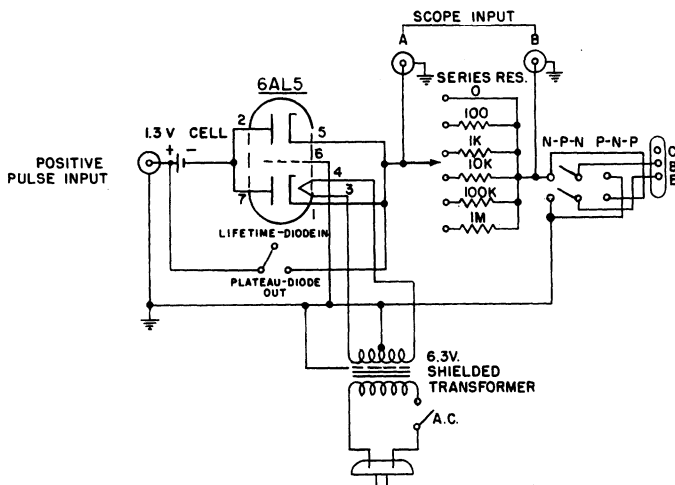 SCOPE INPUT
A
B
6AL5
SERIES RES.
0
100
1K
10K
100K
1M
2
5
6
4
3
7
1
1.3 V CELL
+ −
POSITIVE
PULSE INPUT
N-P-N P-N-P
C
B
E
LIFETIME-DIODE IN
PLATEAU-DIODE
OUT
6.3V.
SHIELDED
TRANSFORMER
A.C.